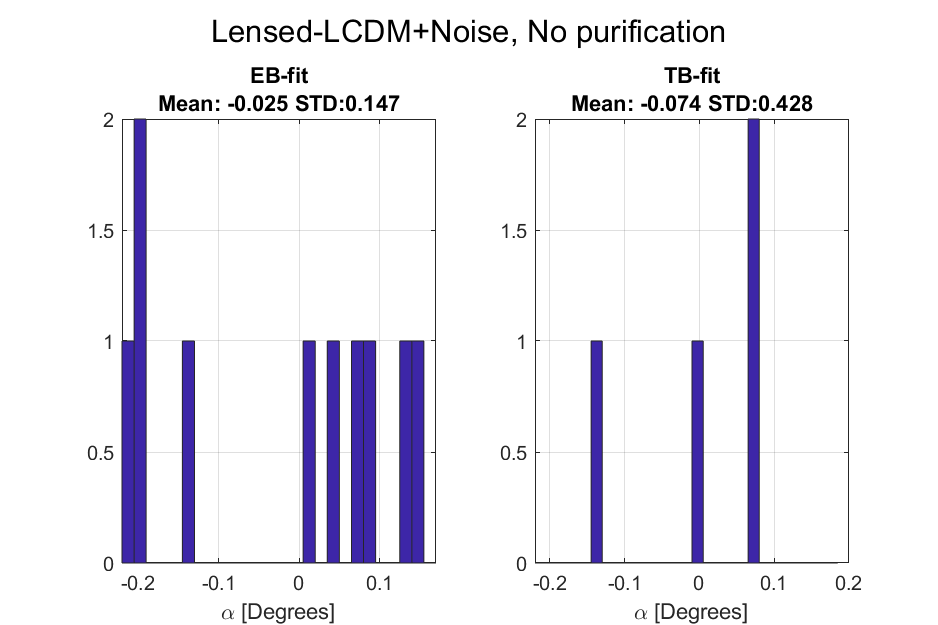 Lensed-LCDM+Noise, No purification
EB-fit
Mean: -0.025 STD:0.147
2
1.5
1
0.5
0
-0.2 -0.1 0 0.1
α [Degrees]
TB-fit
Mean: -0.074 STD:0.428
2
1.5
1
0.5
0
-0.2 -0.1 0 0.1 0.2
α [Degrees]